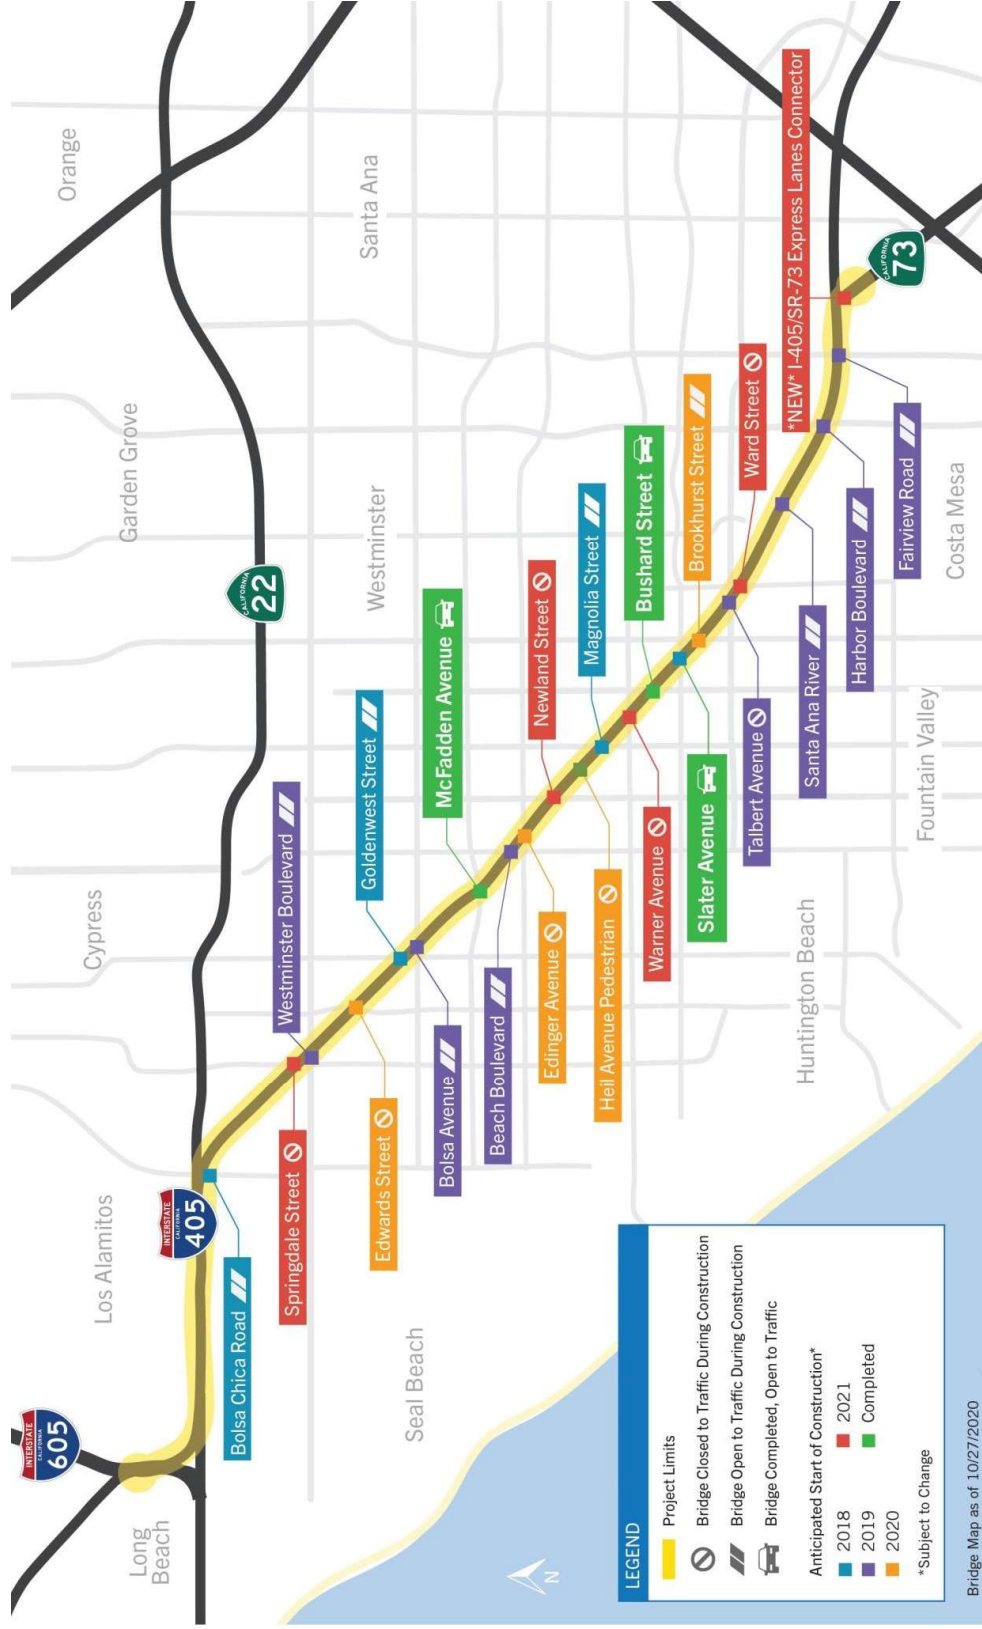 Orange
Santa Ana
Garden Grove
Westminster
Cypress
Los Alamitos
Long
Beach
Seal Beach
Huntington Beach
Fountain Valley
Costa Mesa
INTERSTATE
CALIFORNIA
605
INTERSTATE
CALIFORNIA
405
CALIFORNIA
22
CALIFORNIA
73
Bolsa Chica Road
Springdale Street
Westminster Boulevard
Edwards Street
Goldenwest Street
Bolsa Avenue
McFadden Avenue
Beach Boulevard
Edinger Avenue
Newland Street
Heil Avenue Pedestrian
Magnolia Street
Warner Avenue
Bushard Street
Slater Avenue
Brookhurst Street
Talbert Avenue
Ward Street
Santa Ana River
Harbor Boulevard
Fairview Road
*NEW* I-405/SR-73 Express Lanes Connector
N
LEGEND
Project Limits
Bridge Closed to Traffic During Construction
Bridge Open to Traffic During Construction
Bridge Completed, Open to Traffic
Anticipated Start of Construction*
2018
2019
2020
2021
Completed
*Subject to Change
Bridge Map as of 10/27/2020